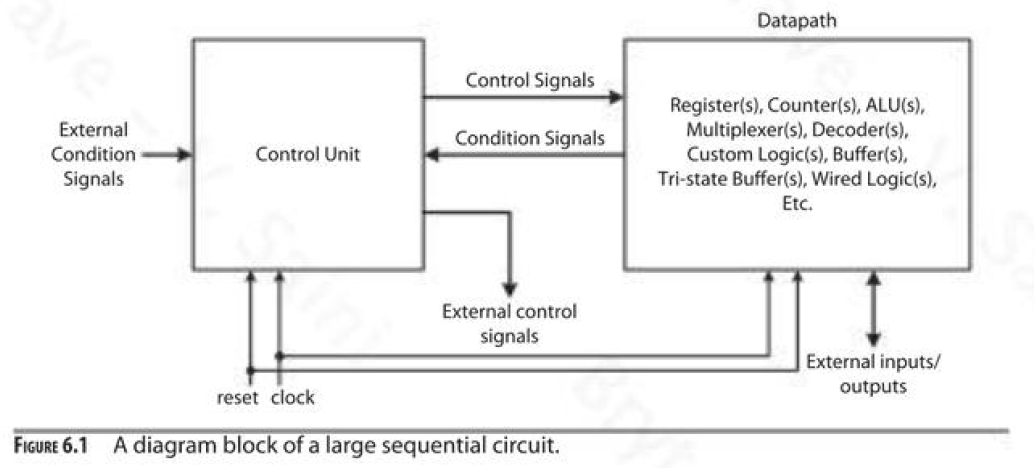 Datapath
Control Signals
Register(s), Counter(s), ALU(s),
Multiplexer(s), Decoder(s),
Custom Logic(s), Buffer(s),
Tri-state Buffer(s), Wired Logic(s),
Etc.
External
Condition
Signals
Control Unit
Condition Signals
External control
signals
External inputs/
outputs
reset clock
FIGURE 6.1 A diagram block of a large sequential circuit.